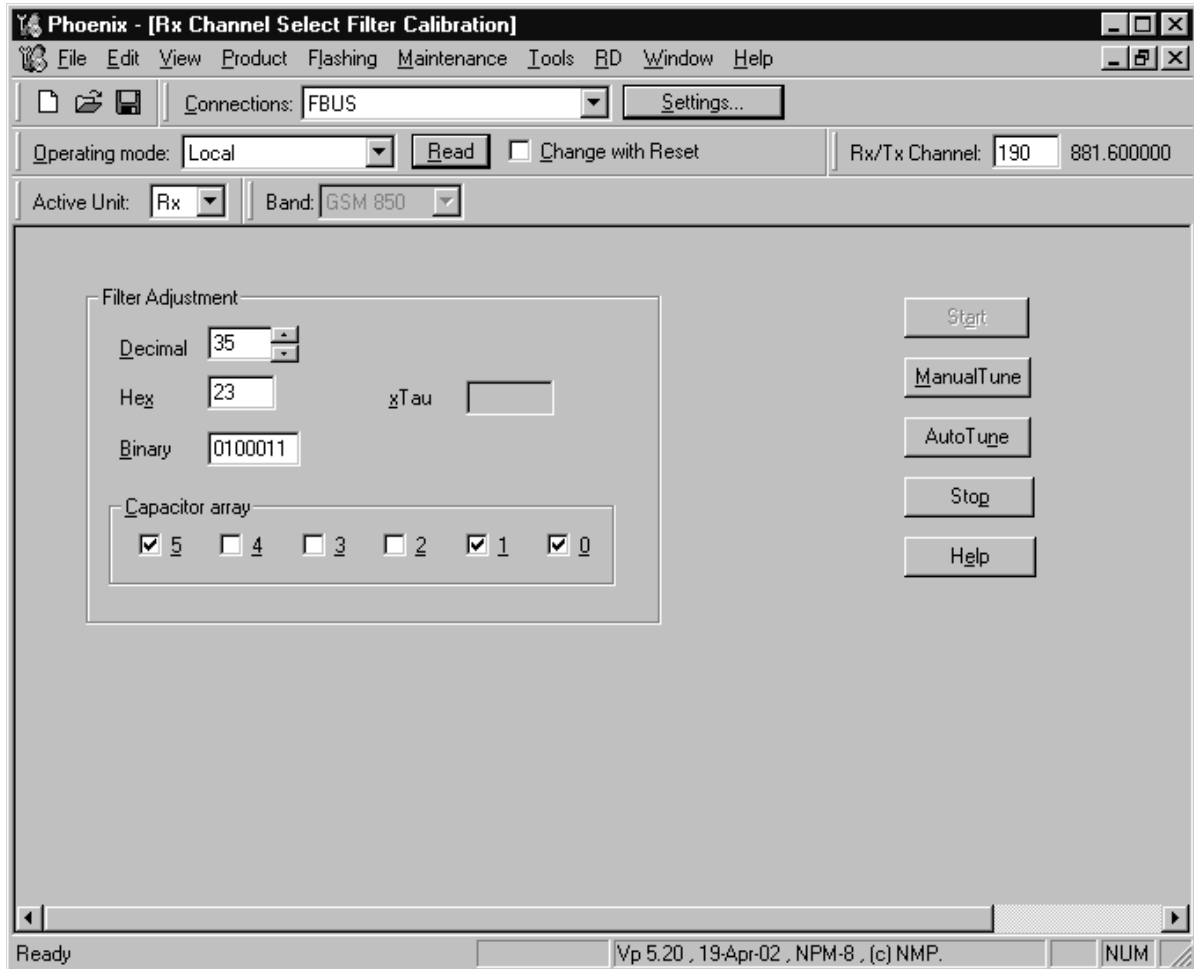 Phoenix - [Rx Channel Select Filter Calibration]
File Edit View Product Flashing Maintenance Tools RD Window Help
Connections: FBUS Settings...
Operating mode: Local Read Change with Reset Rx/Tx Channel: 190 881.600000
Active Unit: Rx Band: GSM 850
Filter Adjustment
Decimal 35
Hex 23 xTau
Binary 0100011
Capacitor array
5 4 3 2 1 0
Start
ManualTune
AutoTune
Stop
Help
Ready Vp 5.20 , 19-Apr-02 , NPM-8 , (c) NMP. NUM